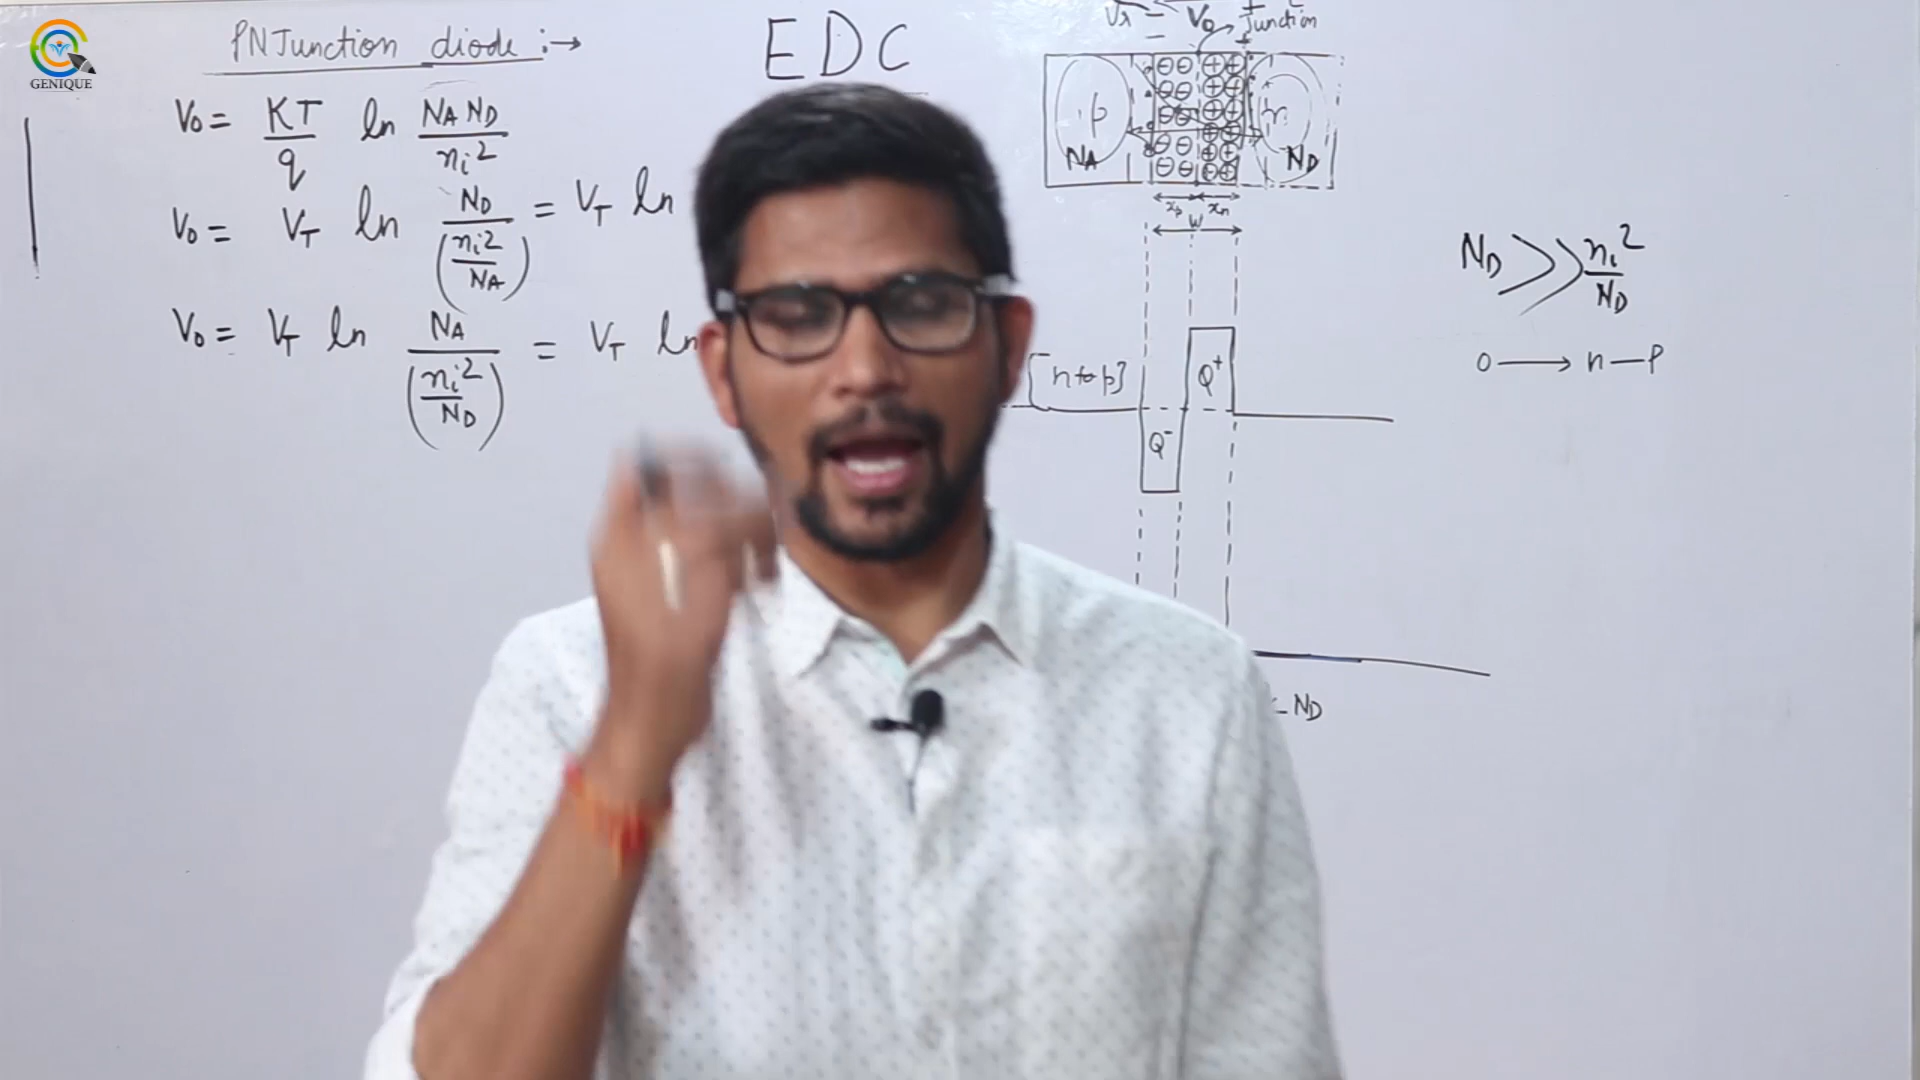 GENIQUE
PN Junction diode :→
EDC
V₀ = KT/q ln NA ND/nᵢ²
V₀ = VT ln ND/(nᵢ²/NA) = VT ln
V₀ = VT ln NA/(nᵢ²/ND) = VT ln
V₀ Junction
p n
NA ND
xp xn
W
[n to p]
Q⁺
Q⁻
- ND
ND >> nᵢ²/ND
0 → n — P